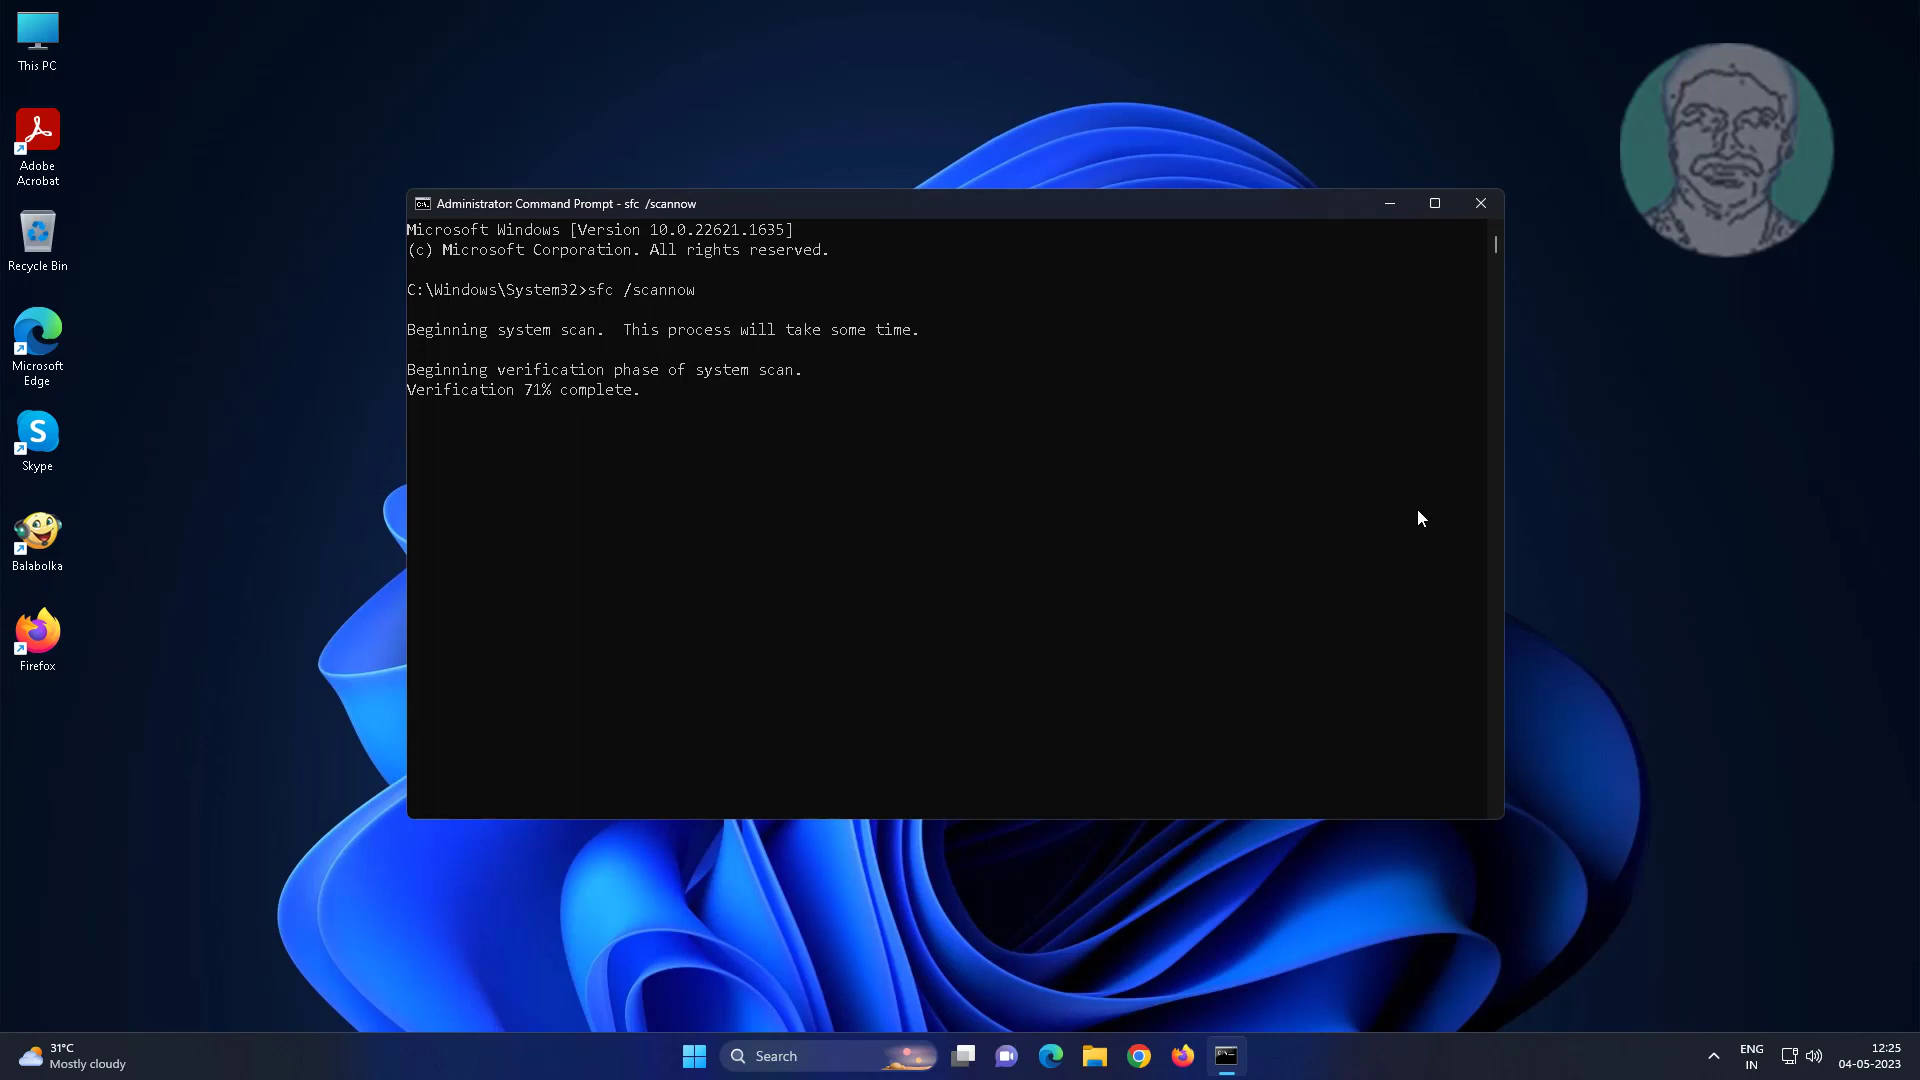 This PC
Adobe
Acrobat
Recycle Bin
Microsoft
Edge
S
Skype
Balabolka
Firefox
Administrator: Command Prompt - sfc  /scannow
Microsoft Windows [Version 10.0.22621.1635]
(c) Microsoft Corporation. All rights reserved.
C:\Windows\System32>sfc /scannow
Beginning system scan.  This process will take some time.
Beginning verification phase of system scan.
Verification 71% complete.
31°C
Mostly cloudy
Search
ENG
IN
12:25
04-05-2023